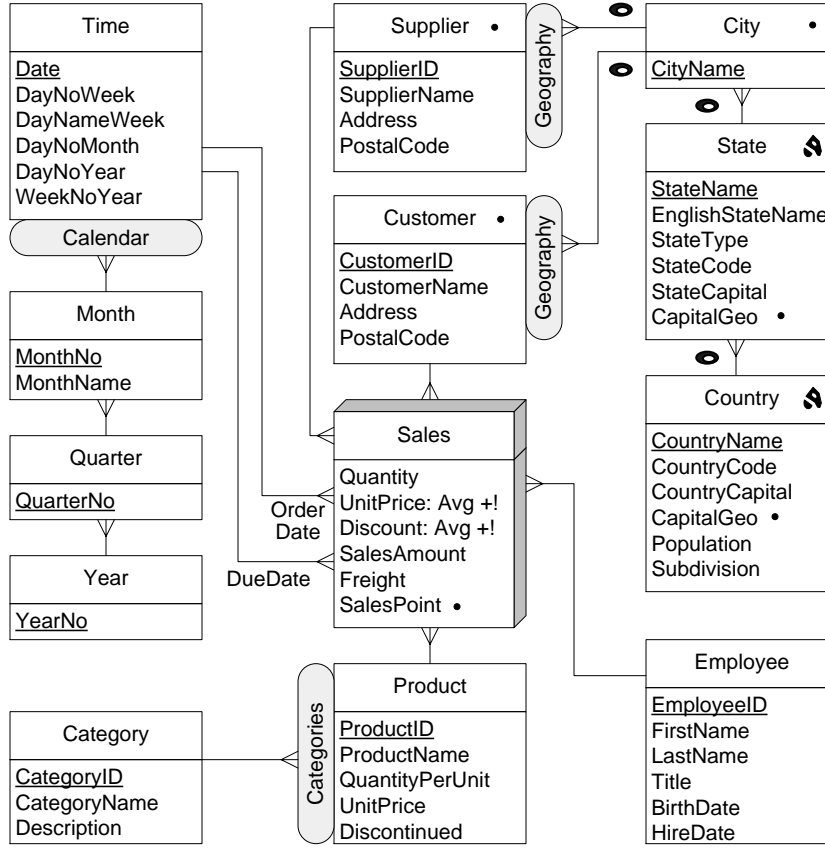 Time
Date
DayNoWeek
DayNameWeek
DayNoMonth
DayNoYear
WeekNoYear
Calendar
Month
MonthNo
MonthName
Quarter
QuarterNo
Year
YearNo
Category
CategoryID
CategoryName
Description
Supplier
SupplierID
SupplierName
Address
PostalCode
Geography
Customer
CustomerID
CustomerName
Address
PostalCode
Geography
Sales
Quantity
UnitPrice: Avg +!
Discount: Avg +!
SalesAmount
Freight
SalesPoint
Order
Date
DueDate
Product
ProductID
ProductName
QuantityPerUnit
UnitPrice
Discontinued
Categories
City
CityName
State
StateName
EnglishStateName
StateType
StateCode
StateCapital
CapitalGeo
Country
CountryName
CountryCode
CountryCapital
CapitalGeo
Population
Subdivision
Employee
EmployeeID
FirstName
LastName
Title
BirthDate
HireDate